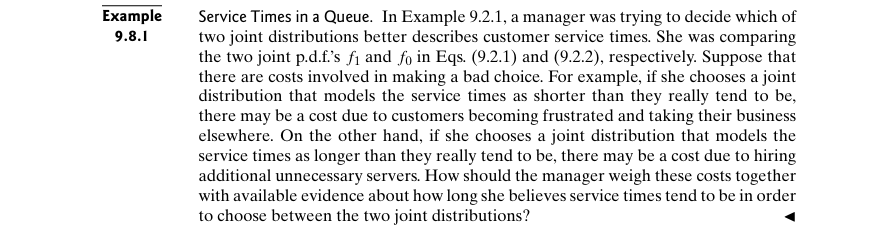 Example Service Times in a Queue. In Example 9.2.1, a manager was trying to decide which of
9.8.1 two joint distributions better describes customer service times. She was comparing
the two joint p.d.f.'s f₁ and f₀ in Eqs. (9.2.1) and (9.2.2), respectively. Suppose that
there are costs involved in making a bad choice. For example, if she chooses a joint
distribution that models the service times as shorter than they really tend to be,
there may be a cost due to customers becoming frustrated and taking their business
elsewhere. On the other hand, if she chooses a joint distribution that models the
service times as longer than they really tend to be, there may be a cost due to hiring
additional unnecessary servers. How should the manager weigh these costs together
with available evidence about how long she believes service times tend to be in order
to choose between the two joint distributions? ◄